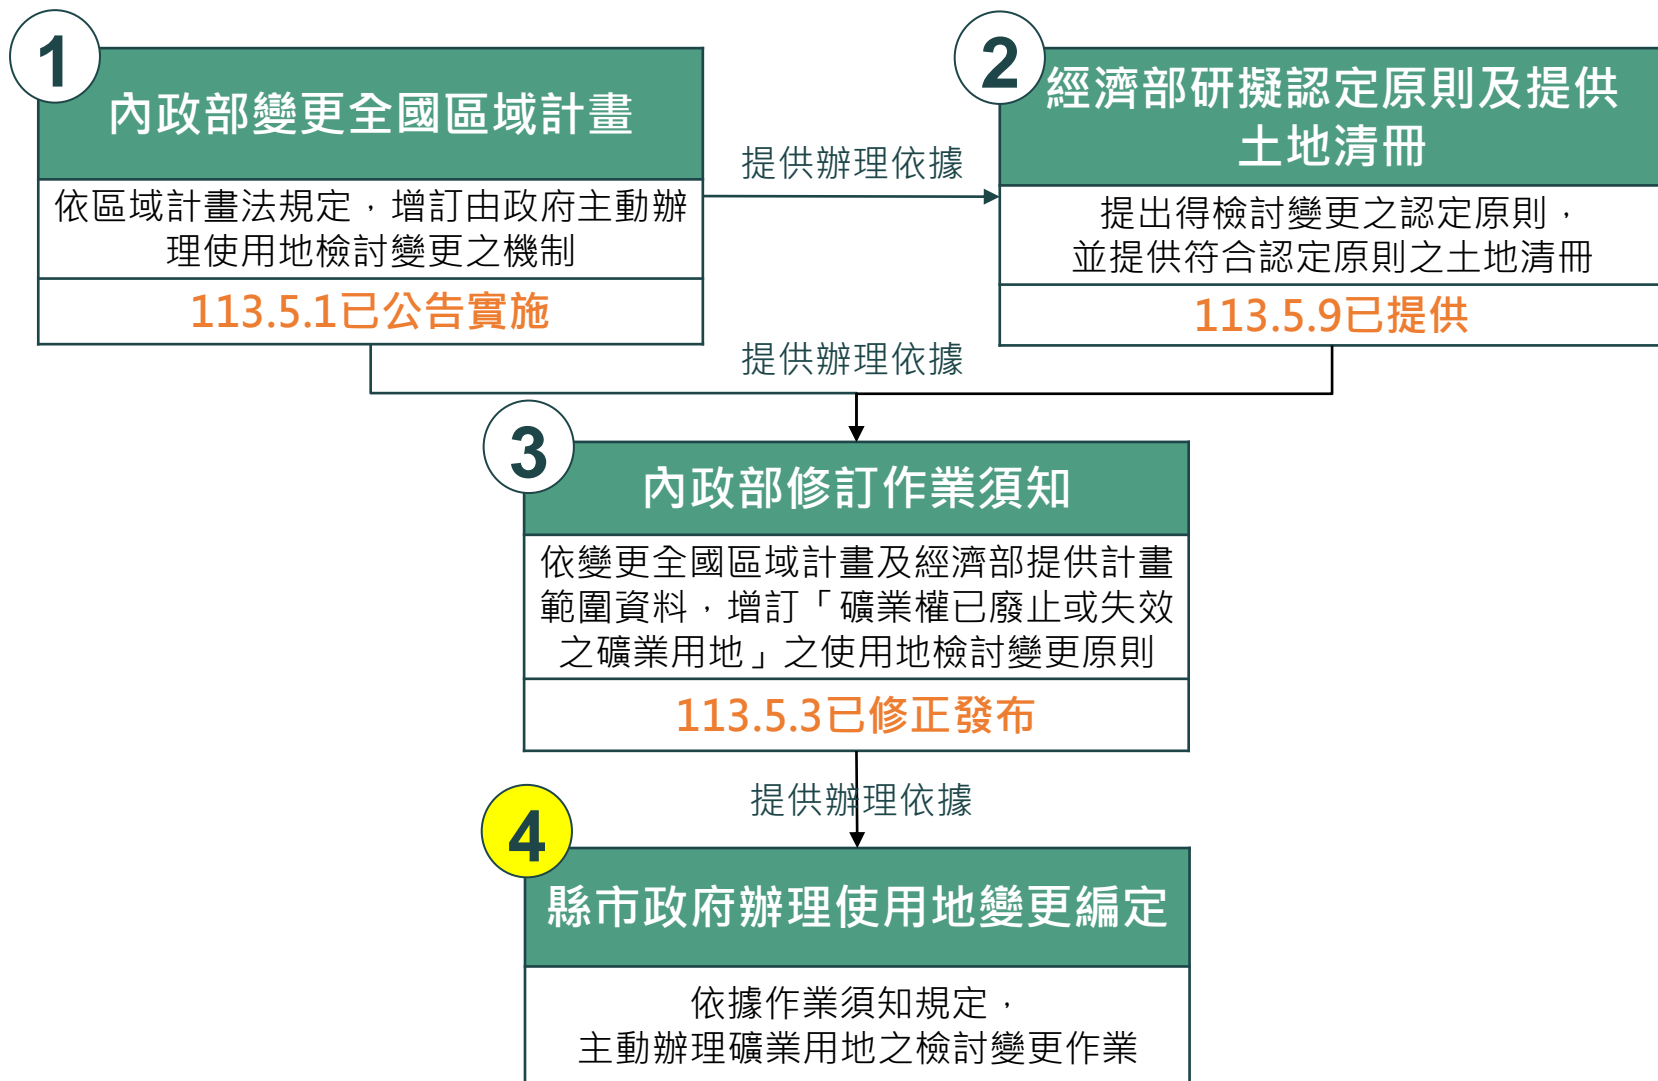 1
內政部變更全國區域計畫
依區域計畫法規定，增訂由政府主動辦
理使用地檢討變更之機制
113.5.1已公告實施
提供辦理依據
2
經濟部研擬認定原則及提供
土地清冊
提出得檢討變更之認定原則，
並提供符合認定原則之土地清冊
113.5.9已提供
提供辦理依據
3
內政部修訂作業須知
依變更全國區域計畫及經濟部提供計畫
範圍資料，增訂「礦業權已廢止或失效
之礦業用地」之使用地檢討變更原則
113.5.3已修正發布
提供辦理依據
4
縣市政府辦理使用地變更編定
依據作業須知規定，
主動辦理礦業用地之檢討變更作業